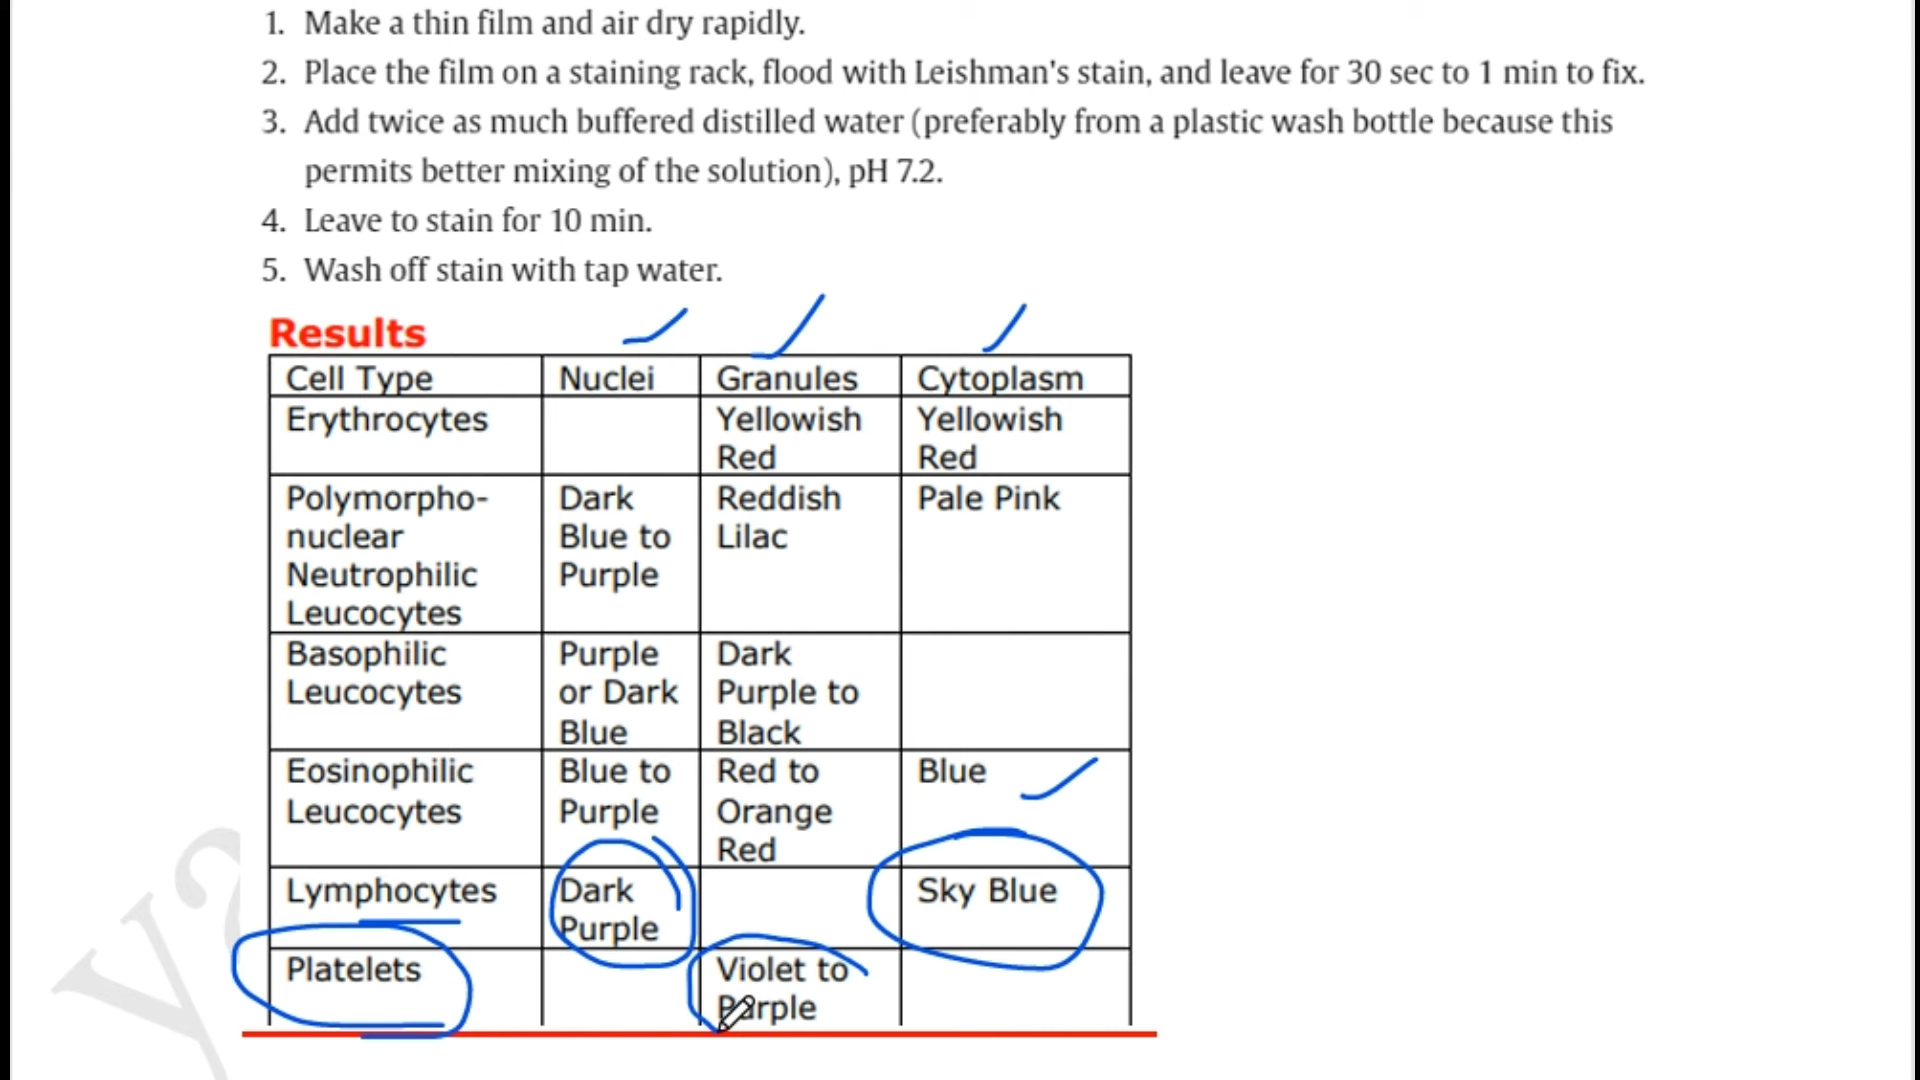 1. Make a thin film and air dry rapidly.
2. Place the film on a staining rack, flood with Leishman's stain, and leave for 30 sec to 1 min to fix.
3. Add twice as much buffered distilled water (preferably from a plastic wash bottle because this
permits better mixing of the solution), pH 7.2.
4. Leave to stain for 10 min.
5. Wash off stain with tap water.
Results
Cell Type Nuclei Granules Cytoplasm
Erythrocytes Yellowish Yellowish
Red Red
Polymorpho- Dark Reddish Pale Pink
nuclear Blue to Lilac
Neutrophilic Purple
Leucocytes
Basophilic Purple Dark
Leucocytes or Dark Purple to
Blue Black
Eosinophilic Blue to Red to Blue
Leucocytes Purple Orange
Red
Lymphocytes Dark Sky Blue
Purple
Platelets Violet to
Purple